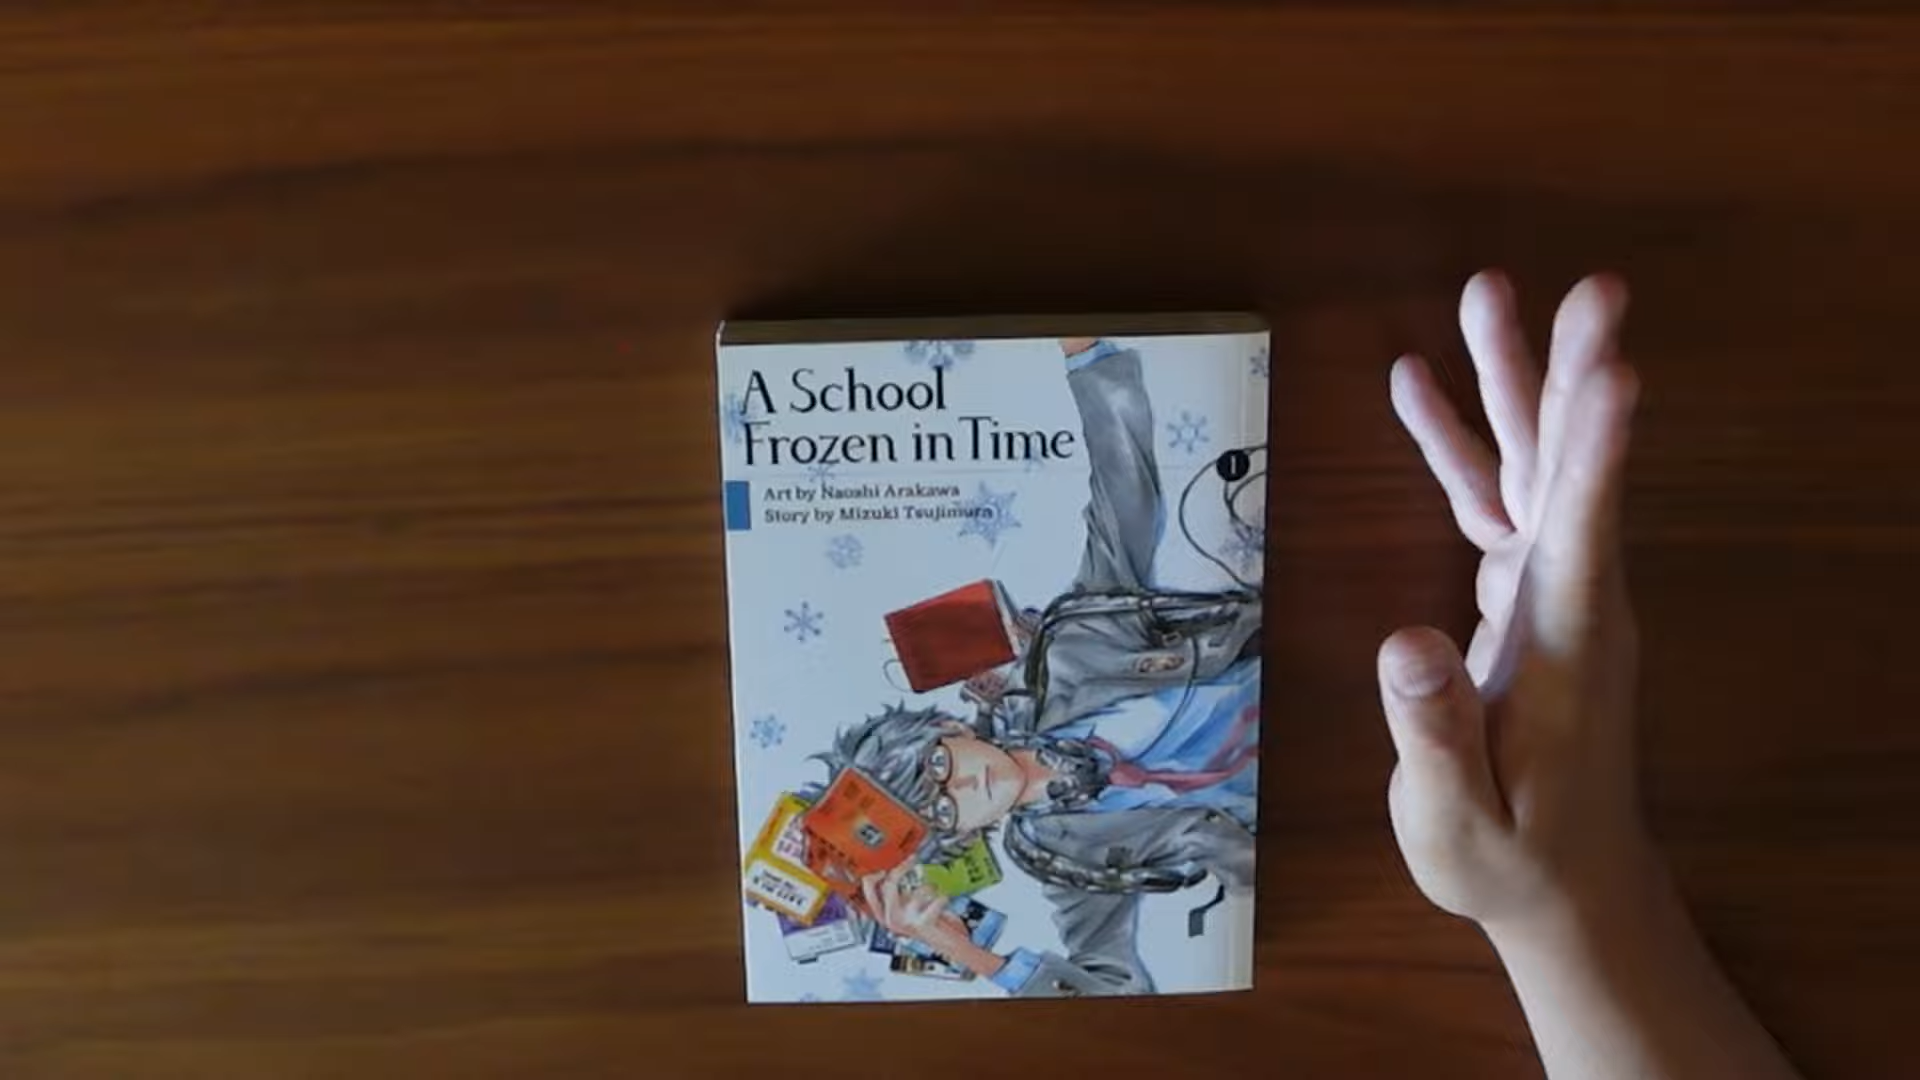 A School
Frozen in Time
1
Art by Naoshi Arakawa
Story by Mizuki Tsujimura